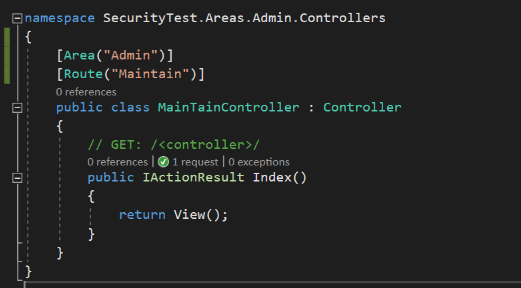 namespace SecurityTest.Areas.Admin.Controllers
{
[Area("Admin")]
[Route("Maintain")]
0 references
public class MainTainController : Controller
{
// GET: /<controller>/
0 references | 1 request | 0 exceptions
public IActionResult Index()
{
return View();
}
}
}